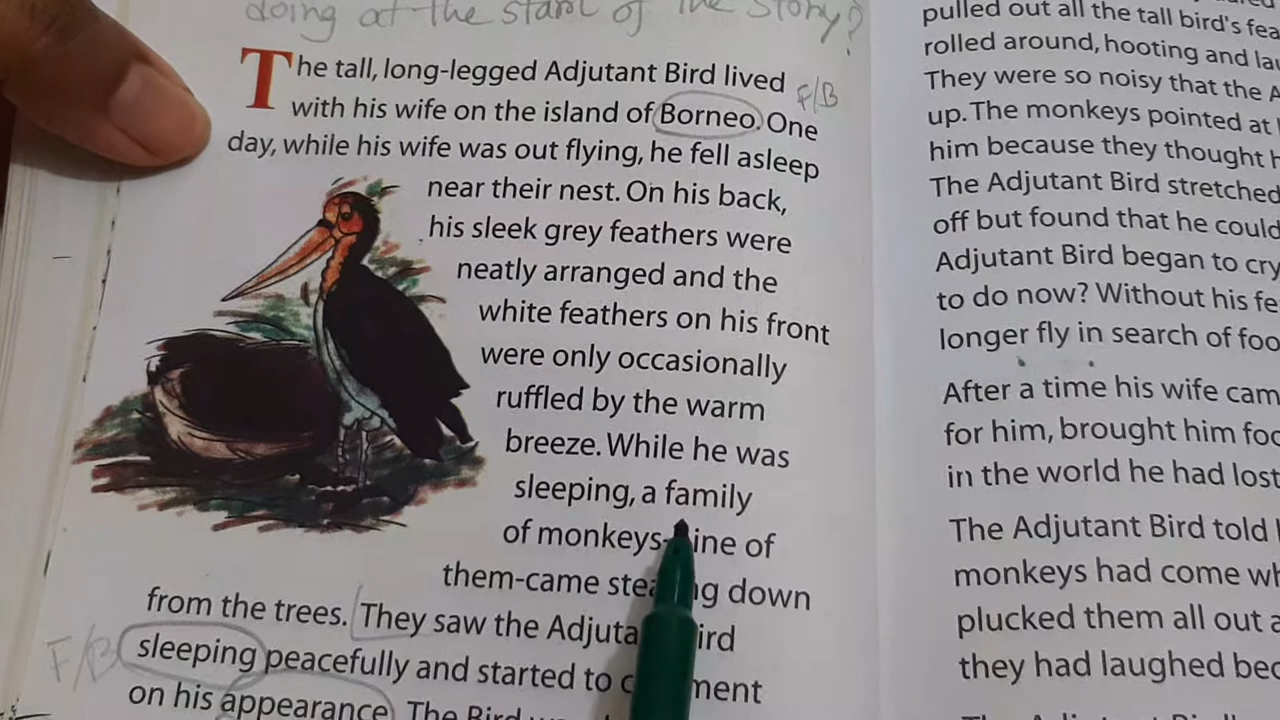 doing at the start of the story?
The tall, long-legged Adjutant Bird lived
F/B
with his wife on the island of Borneo. One
day, while his wife was out flying, he fell asleep
near their nest. On his back,
his sleek grey feathers were
neatly arranged and the
white feathers on his front
were only occasionally
ruffled by the warm
breeze. While he was
sleeping, a family
of monkeys- of
them-came down
from the trees. They saw the
F/B
sleeping peacefully and started to
on his appearance. The Bird
pulled out all the tall bird's
rolled around, hooting and
They were so noisy that the
up. The monkeys pointed at
him because they thought
The Adjutant Bird stretched
off but found that he could
Adjutant Bird began to cry
to do now? Without his
longer fly in search of
After a time his wife
for him, brought him
in the world he had lost
The Adjutant Bird told
monkeys had come
plucked them all out
they had laughed